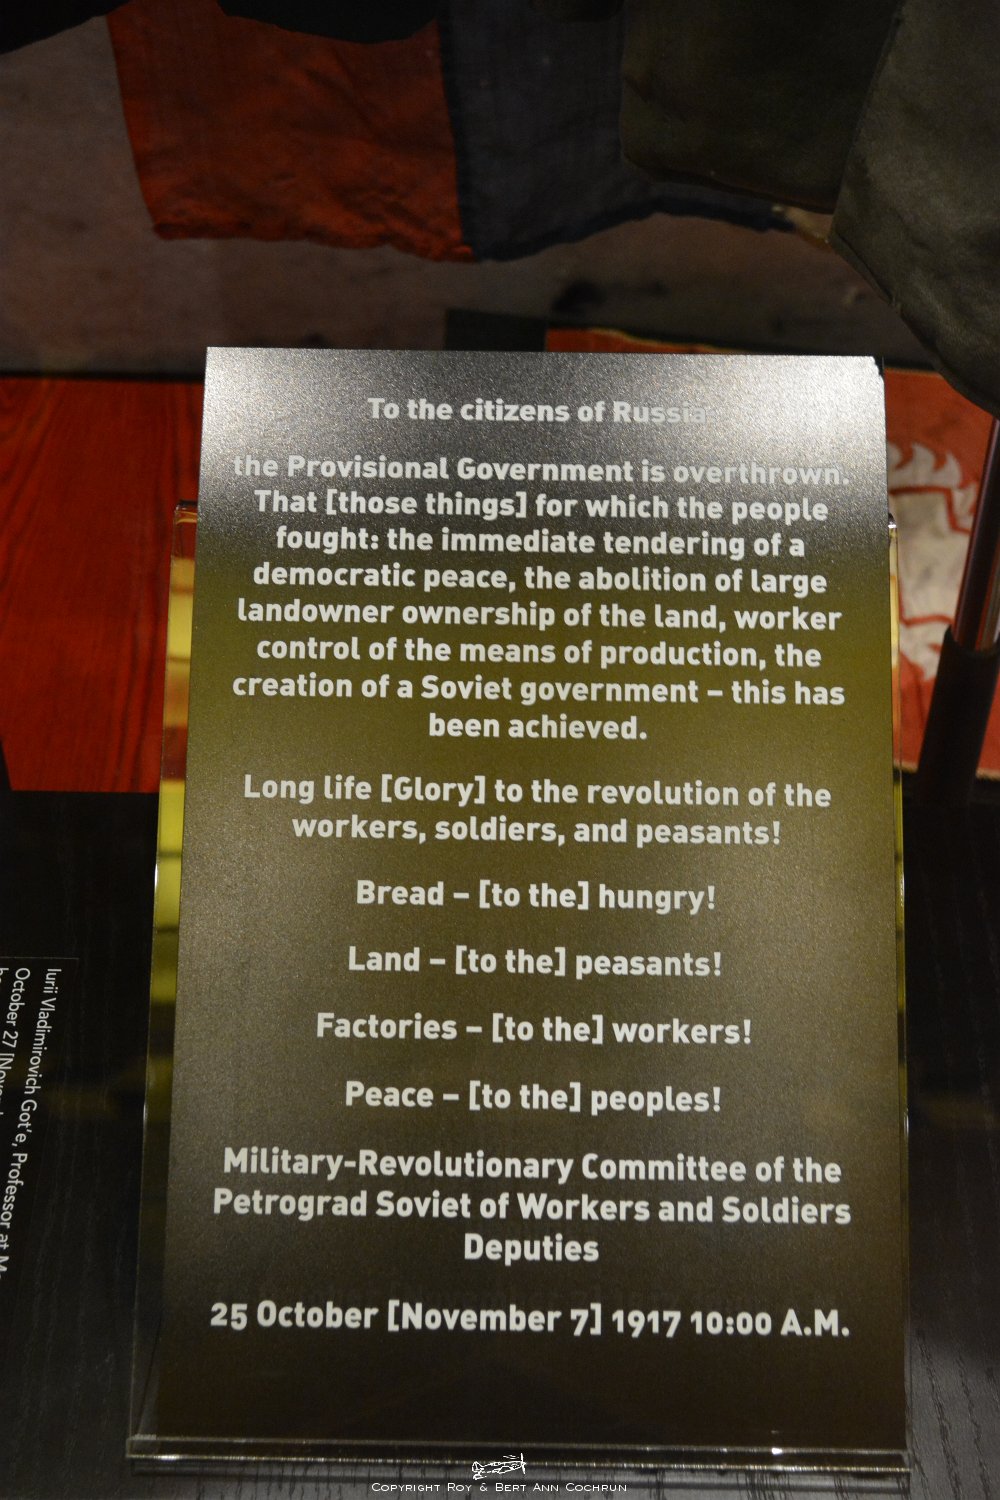 To the citizens of Russia
the Provisional Government is overthrown.
That [those things] for which the people
fought: the immediate tendering of a
democratic peace, the abolition of large
landowner ownership of the land, worker
control of the means of production, the
creation of a Soviet government – this has
been achieved.
Long life [Glory] to the revolution of the
workers, soldiers, and peasants!
Bread – [to the] hungry!
Land – [to the] peasants!
Factories – [to the] workers!
Peace – [to the] peoples!
Military-Revolutionary Committee of the
Petrograd Soviet of Workers and Soldiers
Deputies
25 October [November 7] 1917 10:00 A.M.
Iurii Vladimirovich Got'e, Professor at
October 27
Copyright Roy & Bert Ann Cochrun